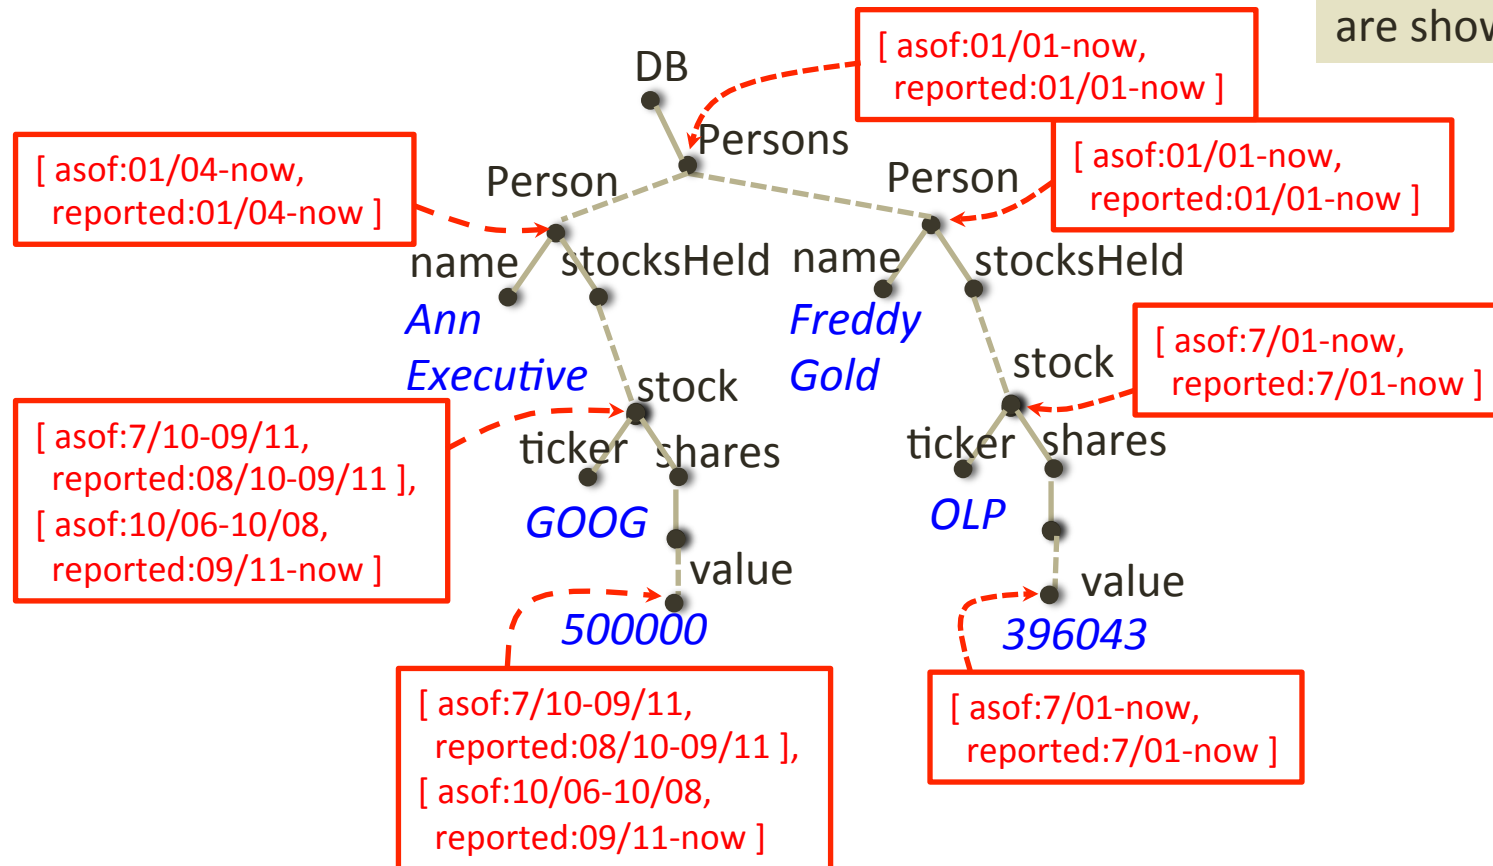 are show
DB
[ asof:01/01-now,
reported:01/01-now ]
Persons
[ asof:01/04-now,
reported:01/04-now ]
Person
Person
[ asof:01/01-now,
reported:01/01-now ]
name
stocksHeld
name
stocksHeld
Ann
Executive
Freddy
Gold
stock
stock
[ asof:7/01-now,
reported:7/01-now ]
[ asof:7/10-09/11,
reported:08/10-09/11 ],
[ asof:10/06-10/08,
reported:09/11-now ]
ticker
shares
ticker
shares
GOOG
OLP
value
value
500000
396043
[ asof:7/10-09/11,
reported:08/10-09/11 ],
[ asof:10/06-10/08,
reported:09/11-now ]
[ asof:7/01-now,
reported:7/01-now ]